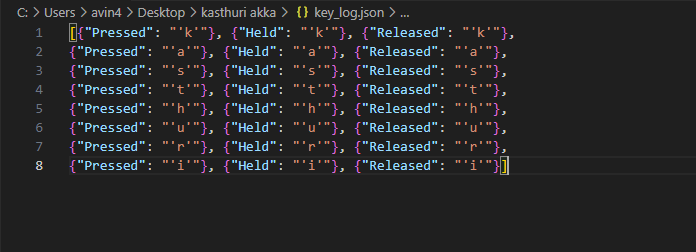 C: > Users > avin4 > Desktop > kasthuri akka > {} key_log.json > ...
1 [{"Pressed": "'k'"}, {"Held": "'k'"}, {"Released": "'k'"},
2 {"Pressed": "'a'"}, {"Held": "'a'"}, {"Released": "'a'"},
3 {"Pressed": "'s'"}, {"Held": "'s'"}, {"Released": "'s'"},
4 {"Pressed": "'t'"}, {"Held": "'t'"}, {"Released": "'t'"},
5 {"Pressed": "'h'"}, {"Held": "'h'"}, {"Released": "'h'"},
6 {"Pressed": "'u'"}, {"Held": "'u'"}, {"Released": "'u'"},
7 {"Pressed": "'r'"}, {"Held": "'r'"}, {"Released": "'r'"},
8 {"Pressed": "'i'"}, {"Held": "'i'"}, {"Released": "'i'"}]